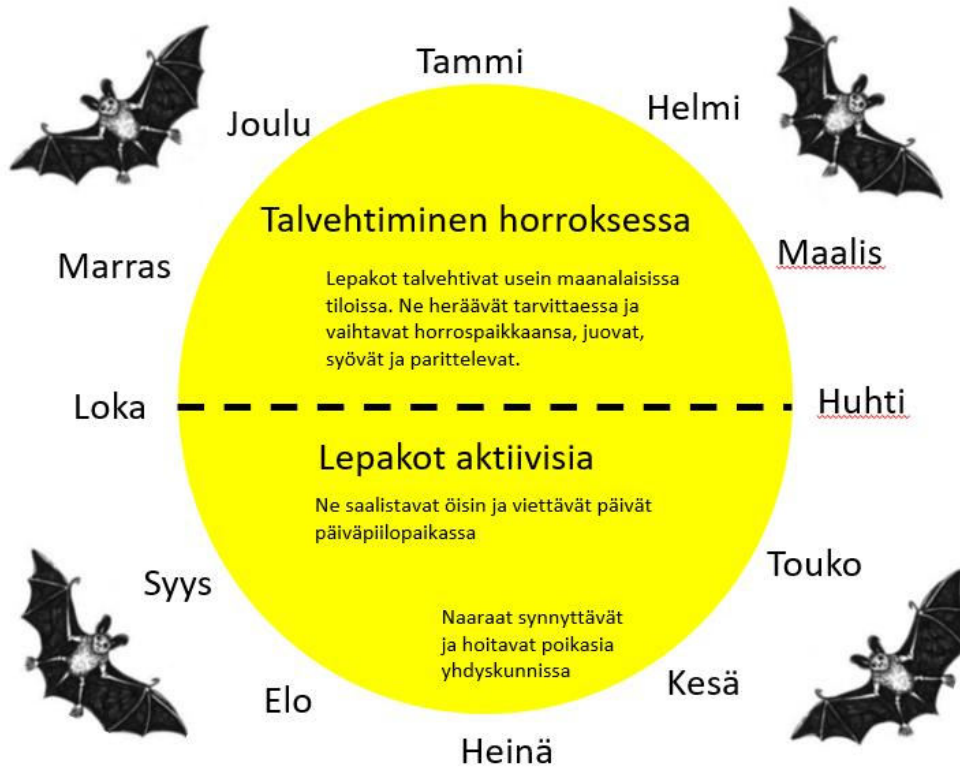 Tammi
Joulu
Helmi
Talvehtiminen horroksessa
Marras
Maalis
Lepakot talvehtivat usein maanalaisissa
tiloissa. Ne heräävät tarvittaessa ja
vaihtavat horrospaikkaansa, juovat,
syövät ja parittelevat.
Loka
Huhti
Lepakot aktiivisia
Ne saalistavat öisin ja viettävät päivät
päiväpiilopaikassa
Syys
Touko
Naaraat synnyttävät
ja hoitavat poikasia
yhdyskunnissa
Elo
Kesä
Heinä